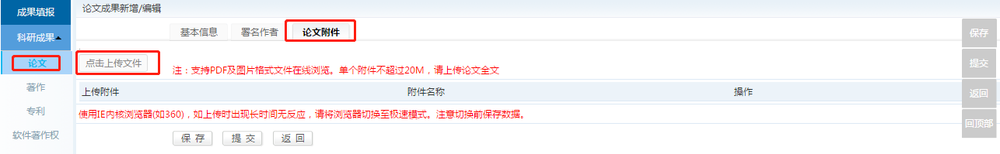 成果填报
科研成果
论文
著作
专利
软件著作权
论文成果新增/编辑
基本信息 署名作者 论文附件
点击上传文件
注：支持PDF及图片格式文件在线浏览。单个附件不超过20M，请上传论文全文
上传附件 附件名称 操作
使用IE内核浏览器(如360)，如上传时出现长时间无反应，请将浏览器切换至极速模式。注意切换前保存数据。
保 存 提 交 返 回
保存
提交
返回
回顶部